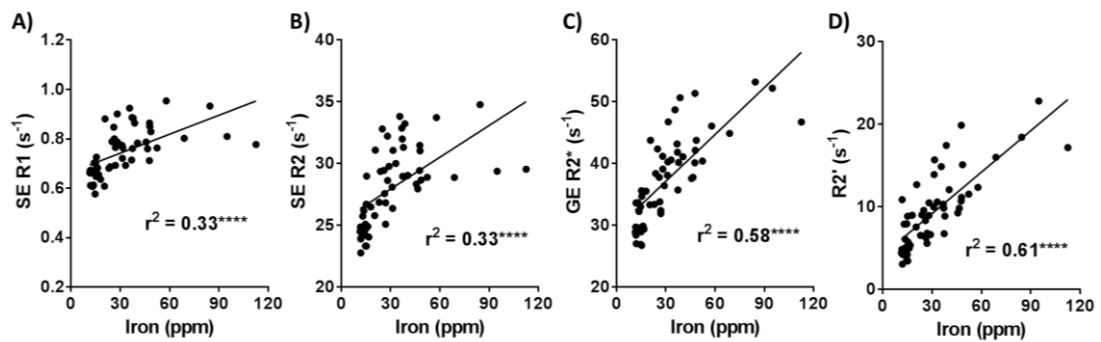 A)
1.2
1.0
0.8
0.6
0.4
0.2
SE R1 (s⁻¹)
r² = 0.33****
0 30 60 90 120
Iron (ppm)
B)
40
35
30
25
20
SE R2 (s⁻¹)
r² = 0.33****
0 30 60 90 120
Iron (ppm)
C)
60
50
40
30
20
GE R2* (s⁻¹)
r² = 0.58****
0 30 60 90 120
Iron (ppm)
D)
30
20
10
0
R2' (s⁻¹)
r² = 0.61****
0 30 60 90 120
Iron (ppm)